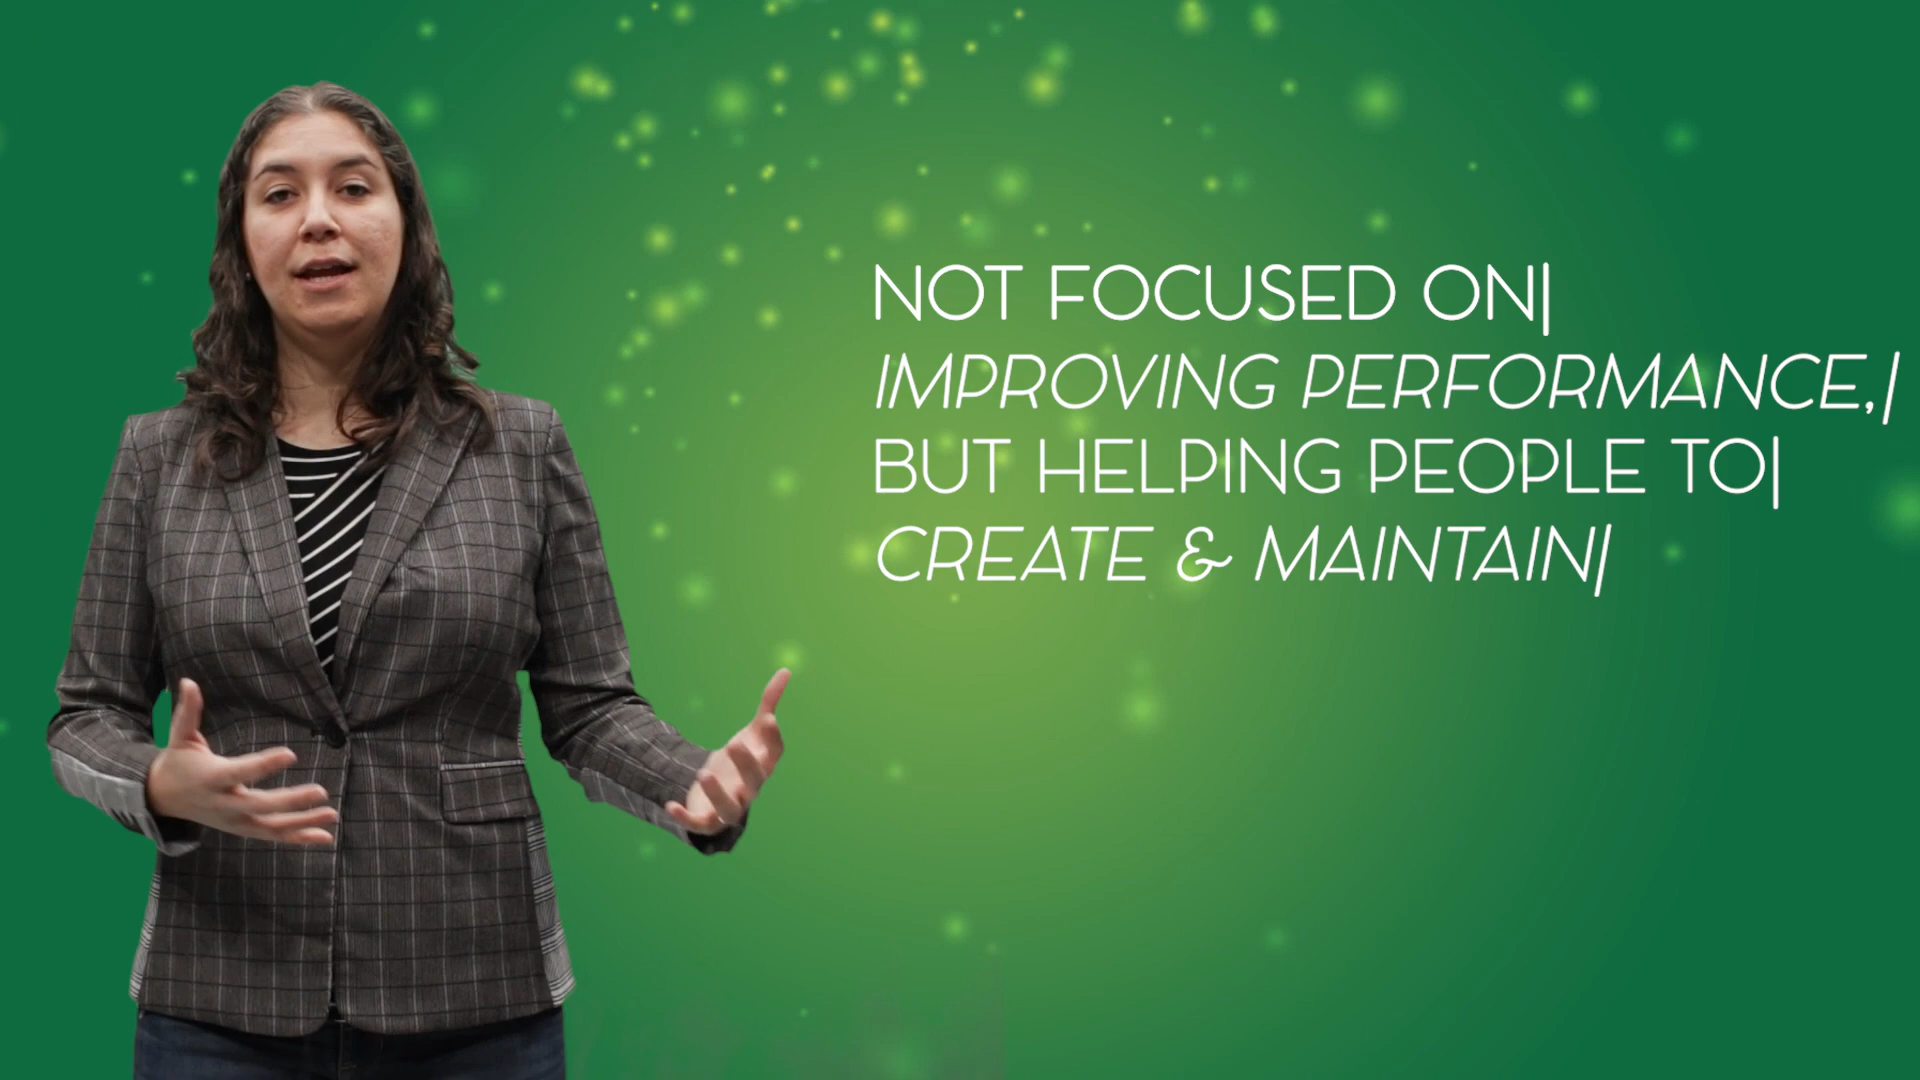 NOT FOCUSED ON|
IMPROVING PERFORMANCE,|
BUT HELPING PEOPLE TO|
CREATE & MAINTAIN|